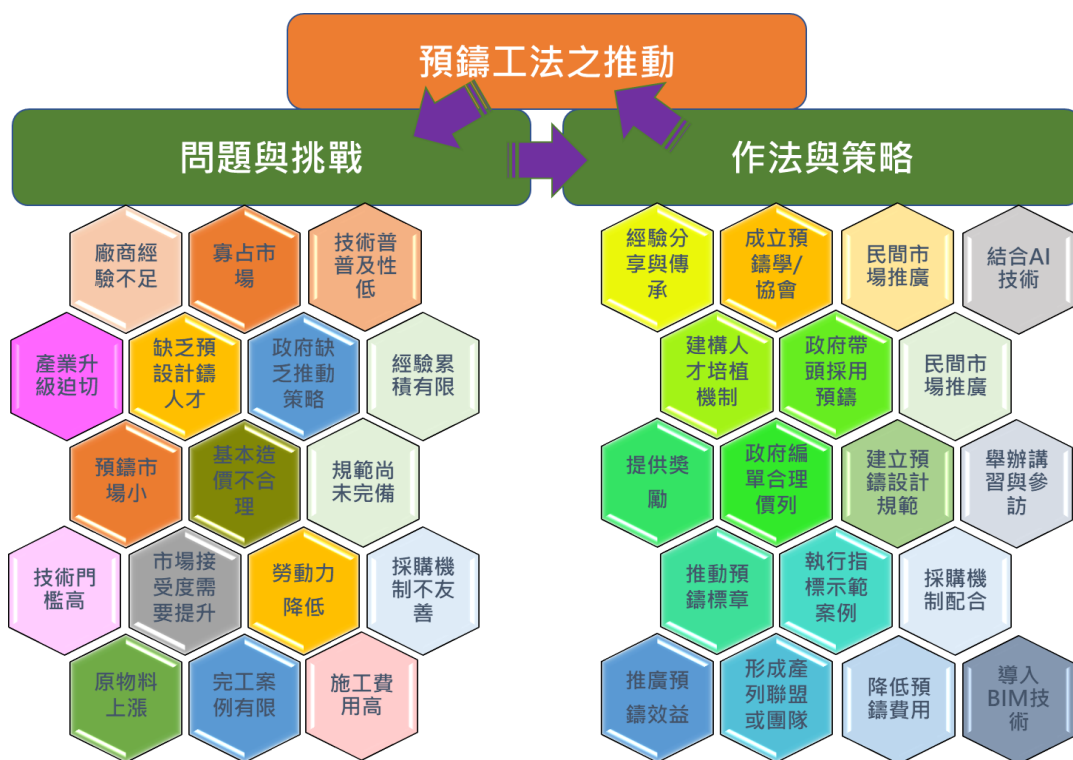 預鑄工法之推動
問題與挑戰
作法與策略
廠商經
驗不足
寡占市
場
技術普
普及性
低
產業升
級迫切
缺乏預
設計鑄
人才
政府缺
乏推動
策略
經驗累
積有限
預鑄市
場小
基本造
價不合
理
規範尚
未完備
技術門
檻高
市場接
受度需
要提升
勞動力
降低
採購機
制不友
善
原物料
上漲
完工案
例有限
施工費
用高
經驗分
享與傳
承
成立預
鑄學/
協會
民間市
場推廣
結合AI
技術
建構人
才培植
機制
政府帶
頭採用
預鑄
民間市
場推廣
提供獎
勵
政府編
單合理
價列
建立預
鑄設計
規範
舉辦講
習與參
訪
推動預
鑄標章
執行指
標示範
案例
採購機
制配合
推廣預
鑄效益
形成產
列聯盟
或團隊
降低預
鑄費用
導入
BIM技
術